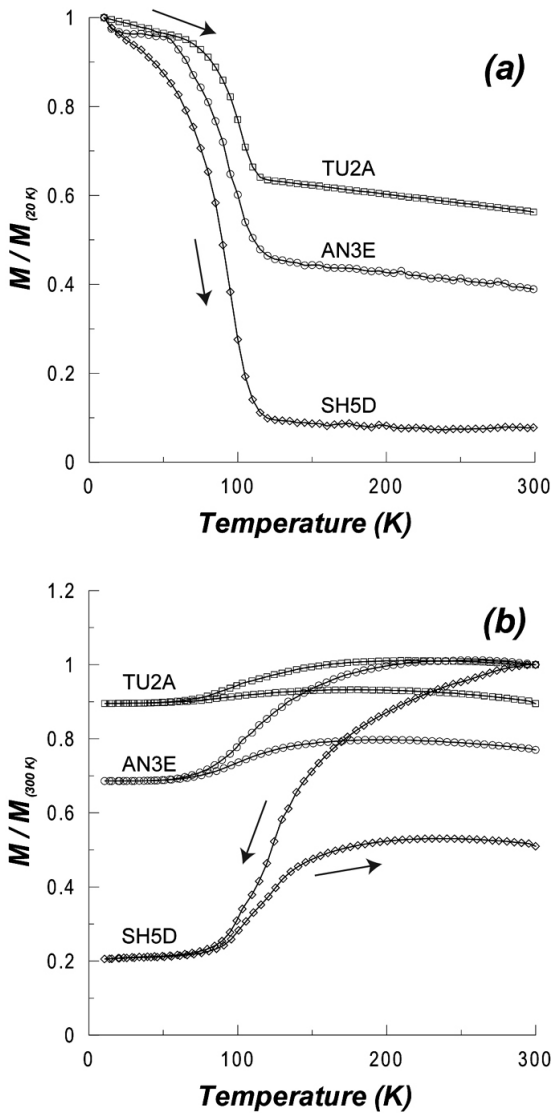 1
(a)
0.8
TU2A
0.6
AN3E
0.4
0.2
SH5D
0
0 100 200 300
M / M(20 K)
Temperature (K)
1.2
(b)
1
TU2A
0.8
AN3E
0.6
0.4
SH5D
0.2
0
0 100 200 300
M / M(300 K)
Temperature (K)